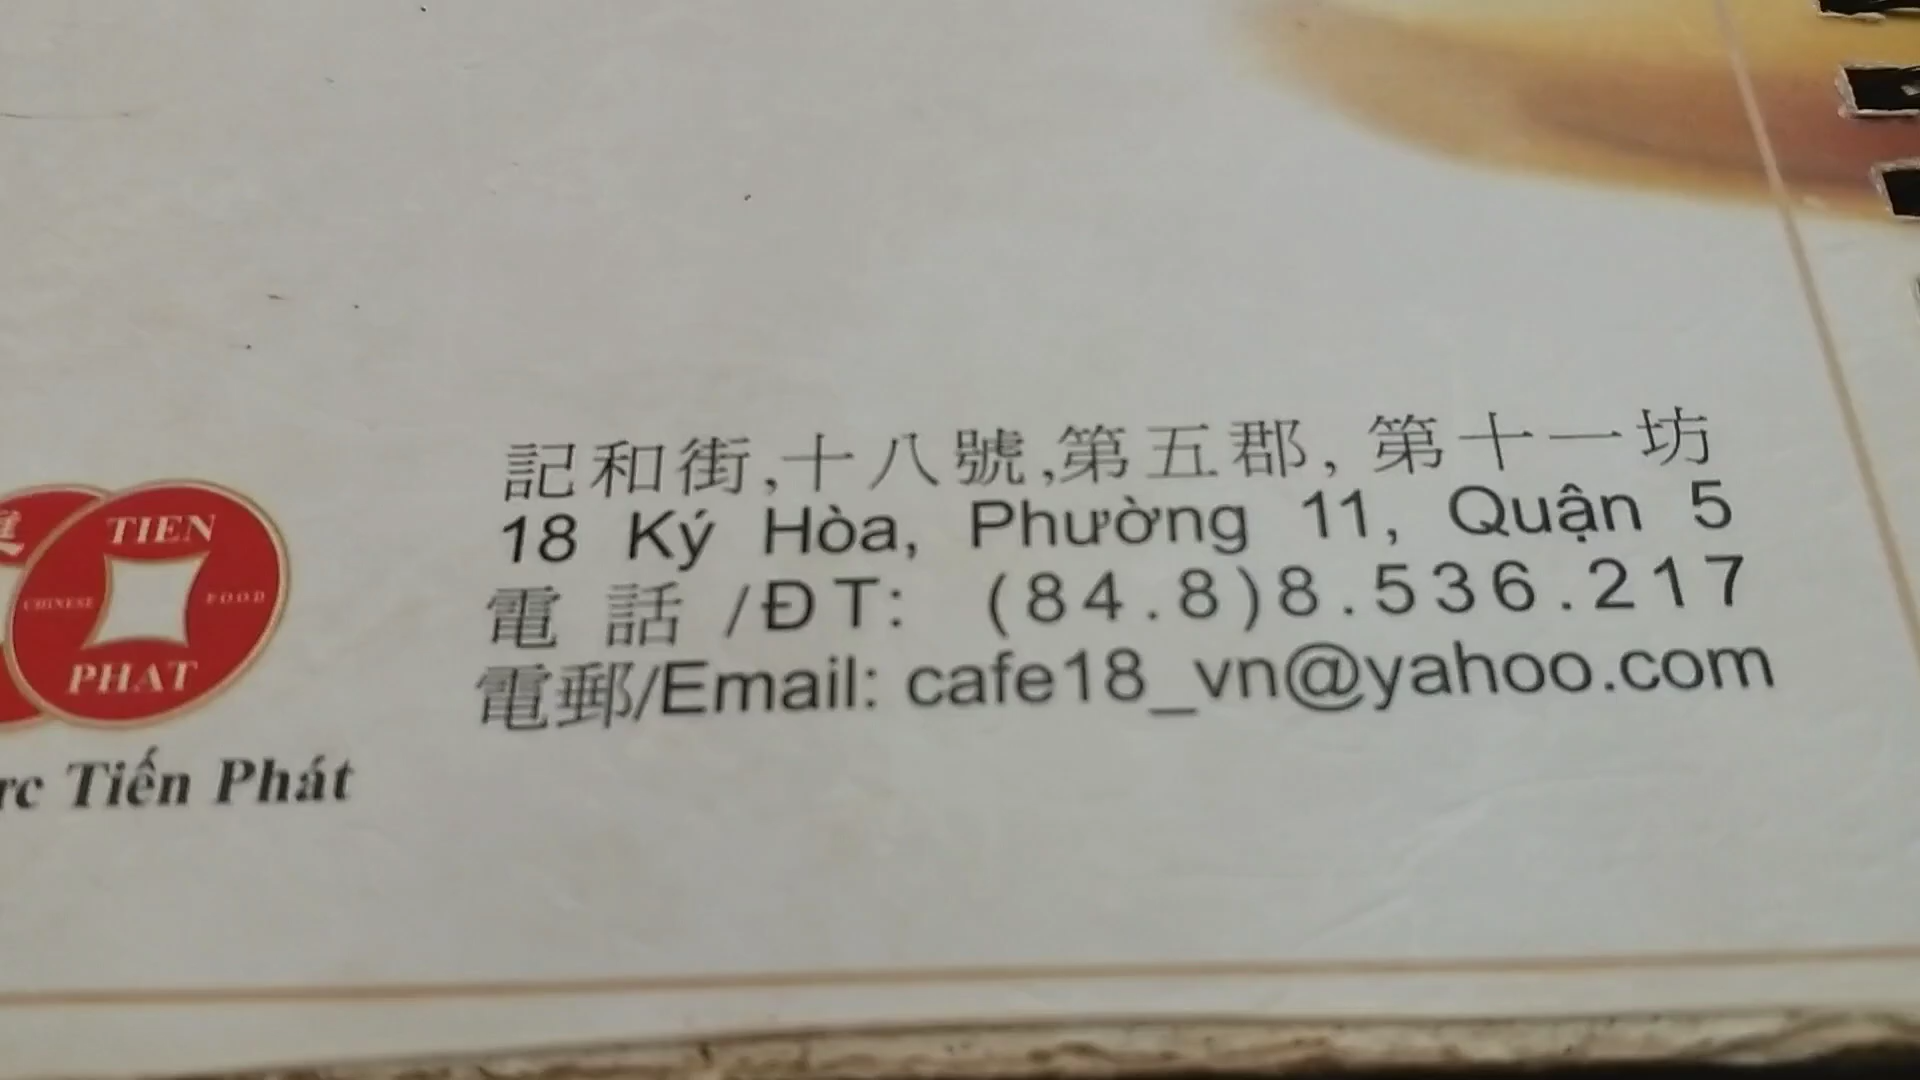 記和街,十八號,第五郡, 第十一坊
18 Ký Hòa, Phường 11, Quận 5
電 話 /ĐT: (84.8)8.536.217
電郵/Email: cafe18_vn@yahoo.com
TIEN
CHINESE FOOD
PHAT
Tiến Phát